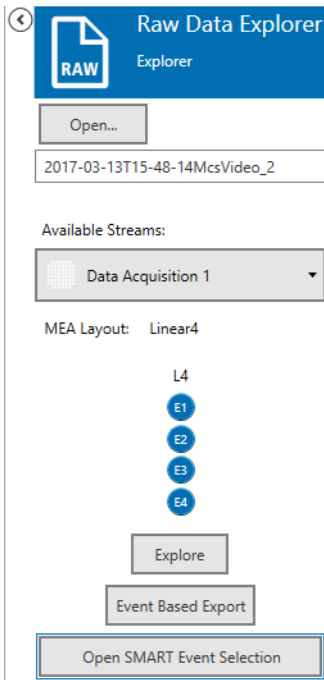 Raw Data Explorer
RAW
Explorer
Open...
2017-03-13T15-48-14McsVideo_2
Available Streams:
Data Acquisition 1
MEA Layout: Linear4
L4
E1
E2
E3
E4
Explore
Event Based Export
Open SMART Event Selection